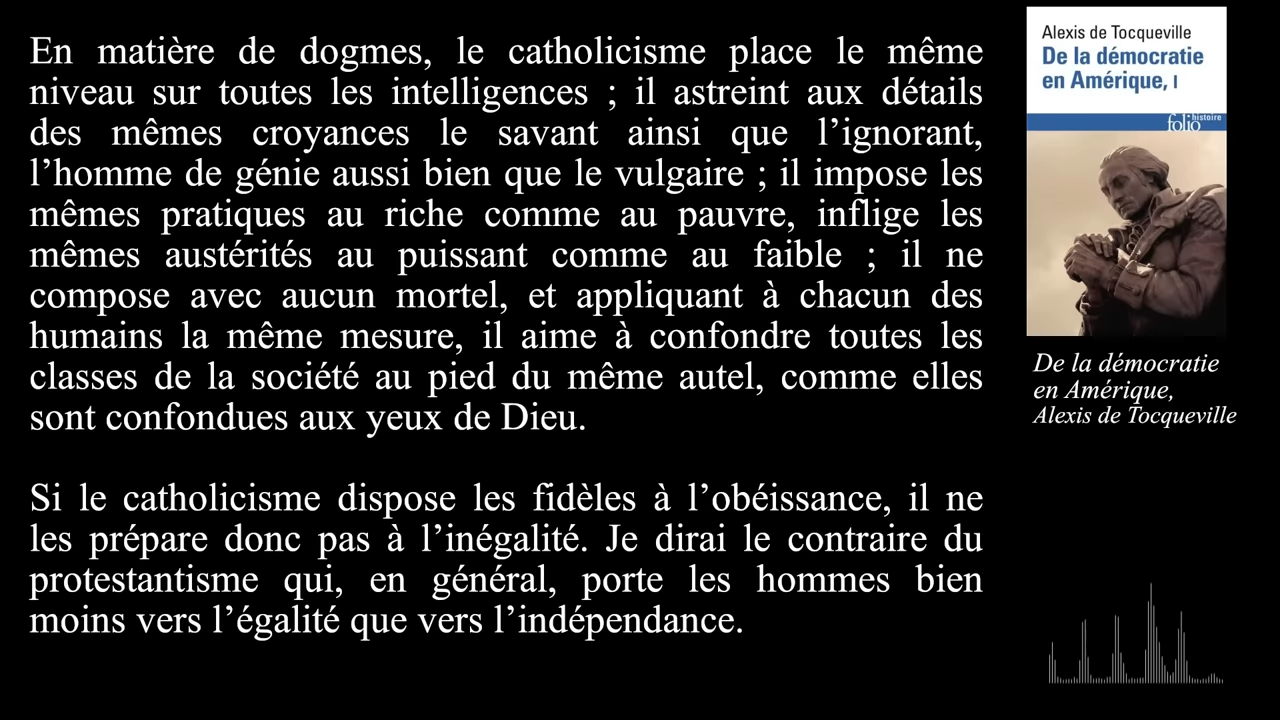 En matière de dogmes, le catholicisme place le même
niveau sur toutes les intelligences ; il astreint aux détails
des mêmes croyances le savant ainsi que l’ignorant,
l’homme de génie aussi bien que le vulgaire ; il impose les
mêmes pratiques au riche comme au pauvre, inflige les
mêmes austérités au puissant comme au faible ; il ne
compose avec aucun mortel, et appliquant à chacun des
humains la même mesure, il aime à confondre toutes les
classes de la société au pied du même autel, comme elles
sont confondues aux yeux de Dieu.
Si le catholicisme dispose les fidèles à l’obéissance, il ne
les prépare donc pas à l’inégalité. Je dirai le contraire du
protestantisme qui, en général, porte les hommes bien
moins vers l’égalité que vers l’indépendance.
Alexis de Tocqueville
De la démocratie
en Amérique, I
folio histoire
De la démocratie
en Amérique,
Alexis de Tocqueville